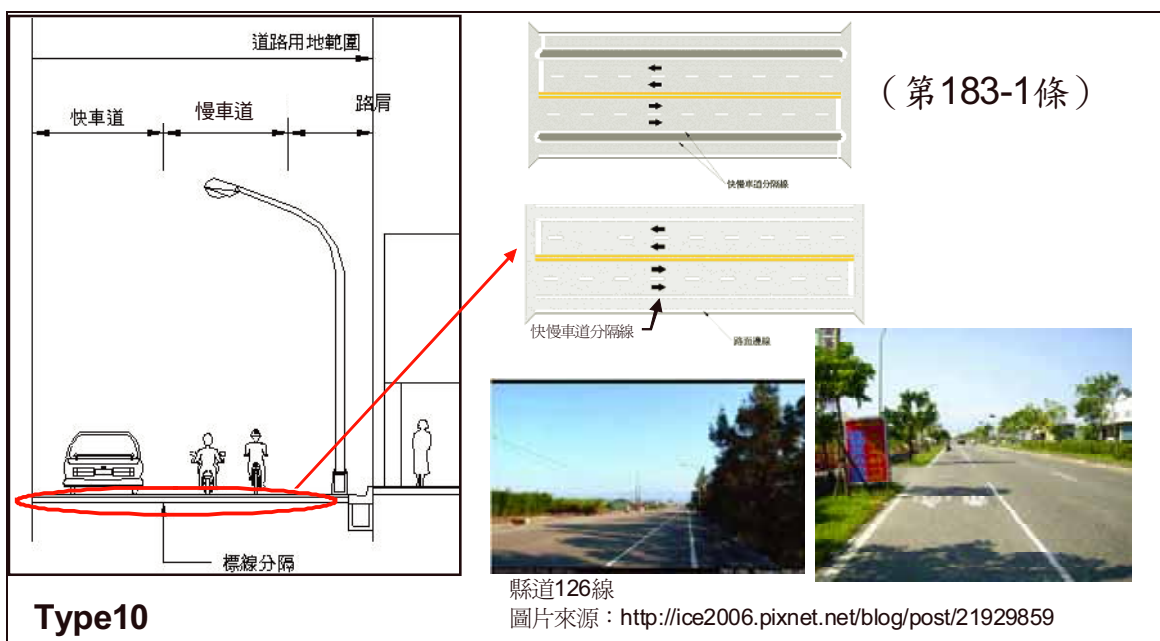 道路用地範圍
快車道
慢車道
路肩
標線分隔
Type10
（第183-1條）
快慢車道分隔線
快慢車道分隔線
路面邊線
縣道126線
圖片來源：http://ice2006.pixnet.net/blog/post/21929859